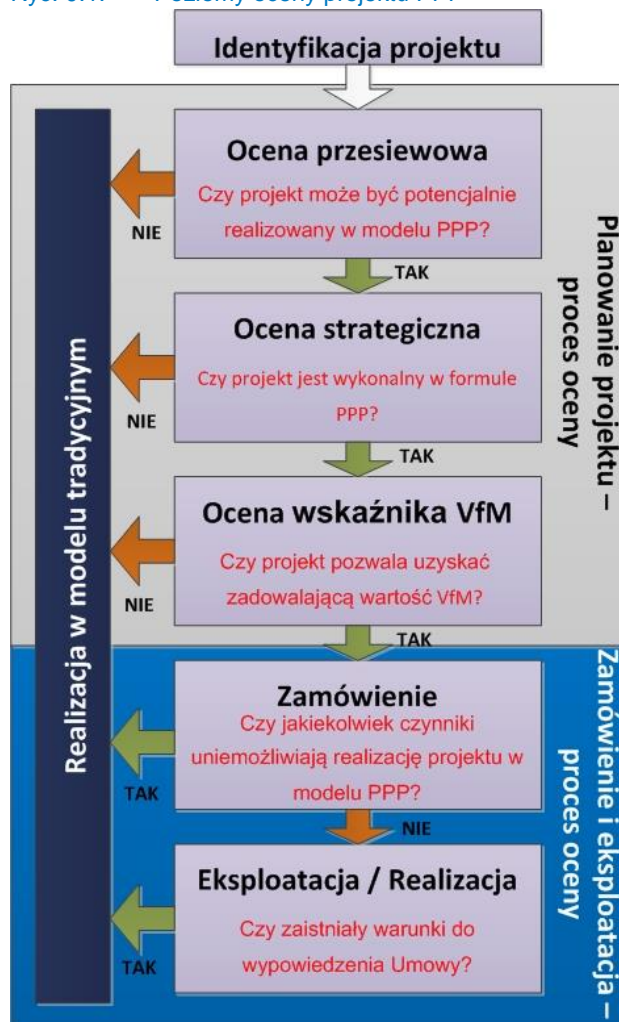 Identyfikacja projektu
Ocena przesiewowa
Czy projekt może być potencjalnie
realizowany w modelu PPP?
NIE
TAK
Ocena strategiczna
Czy projekt jest wykonalny w formule
PPP?
NIE
TAK
Ocena wskaźnika VfM
Czy projekt pozwala uzyskać
zadowalającą wartość VfM?
NIE
TAK
Zamówienie
Czy jakiekolwiek czynniki
uniemożliwiają realizację projektu w
modelu PPP?
TAK
NIE
Eksploatacja / Realizacja
Czy zaistniały warunki do
wypowiedzenia Umowy?
TAK
Realizacja w modelu tradycyjnym
Planowanie projektu –
proces oceny
Zamówienie i eksploatacja –
proces oceny